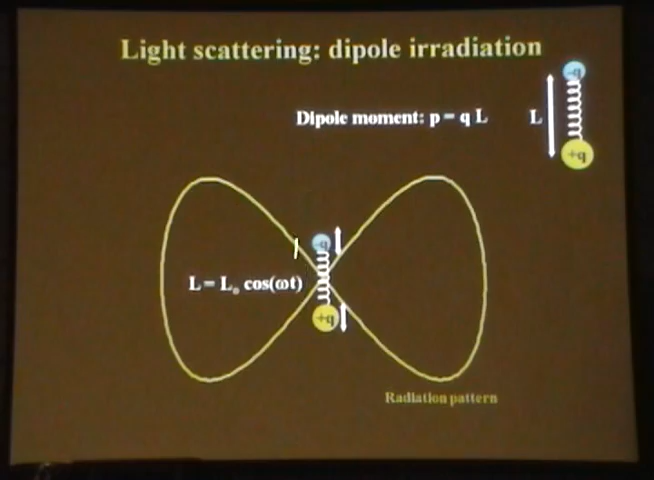 Light scattering: dipole irradiation
-q
Dipole moment: p = q L
L
+q
-q
L = L₀ cos(ωt)
+q
Radiation pattern